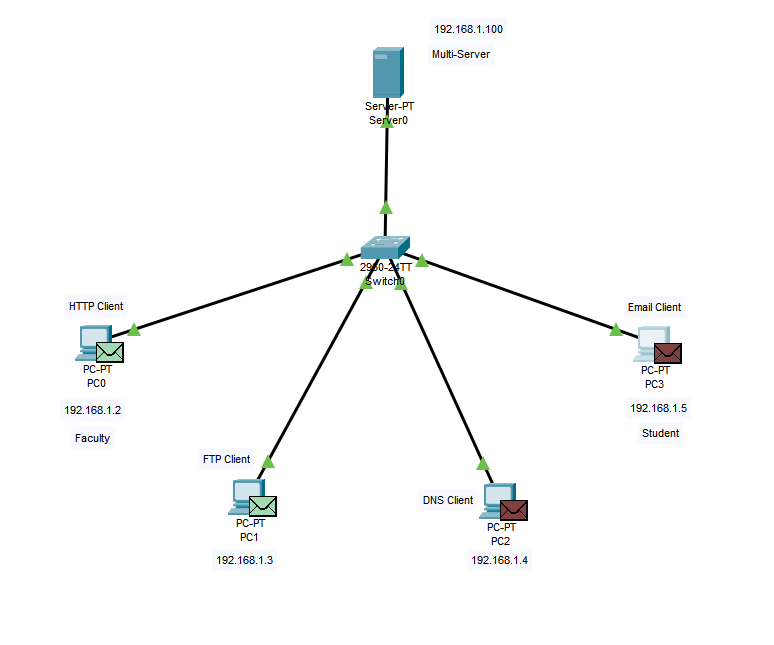 192.168.1.100
Multi-Server
Server-PT
Server0
2960-24TT
Switch0
HTTP Client
PC-PT
PC0
192.168.1.2
Faculty
Email Client
PC-PT
PC3
192.168.1.5
Student
FTP Client
PC-PT
PC1
192.168.1.3
DNS Client
PC-PT
PC2
192.168.1.4